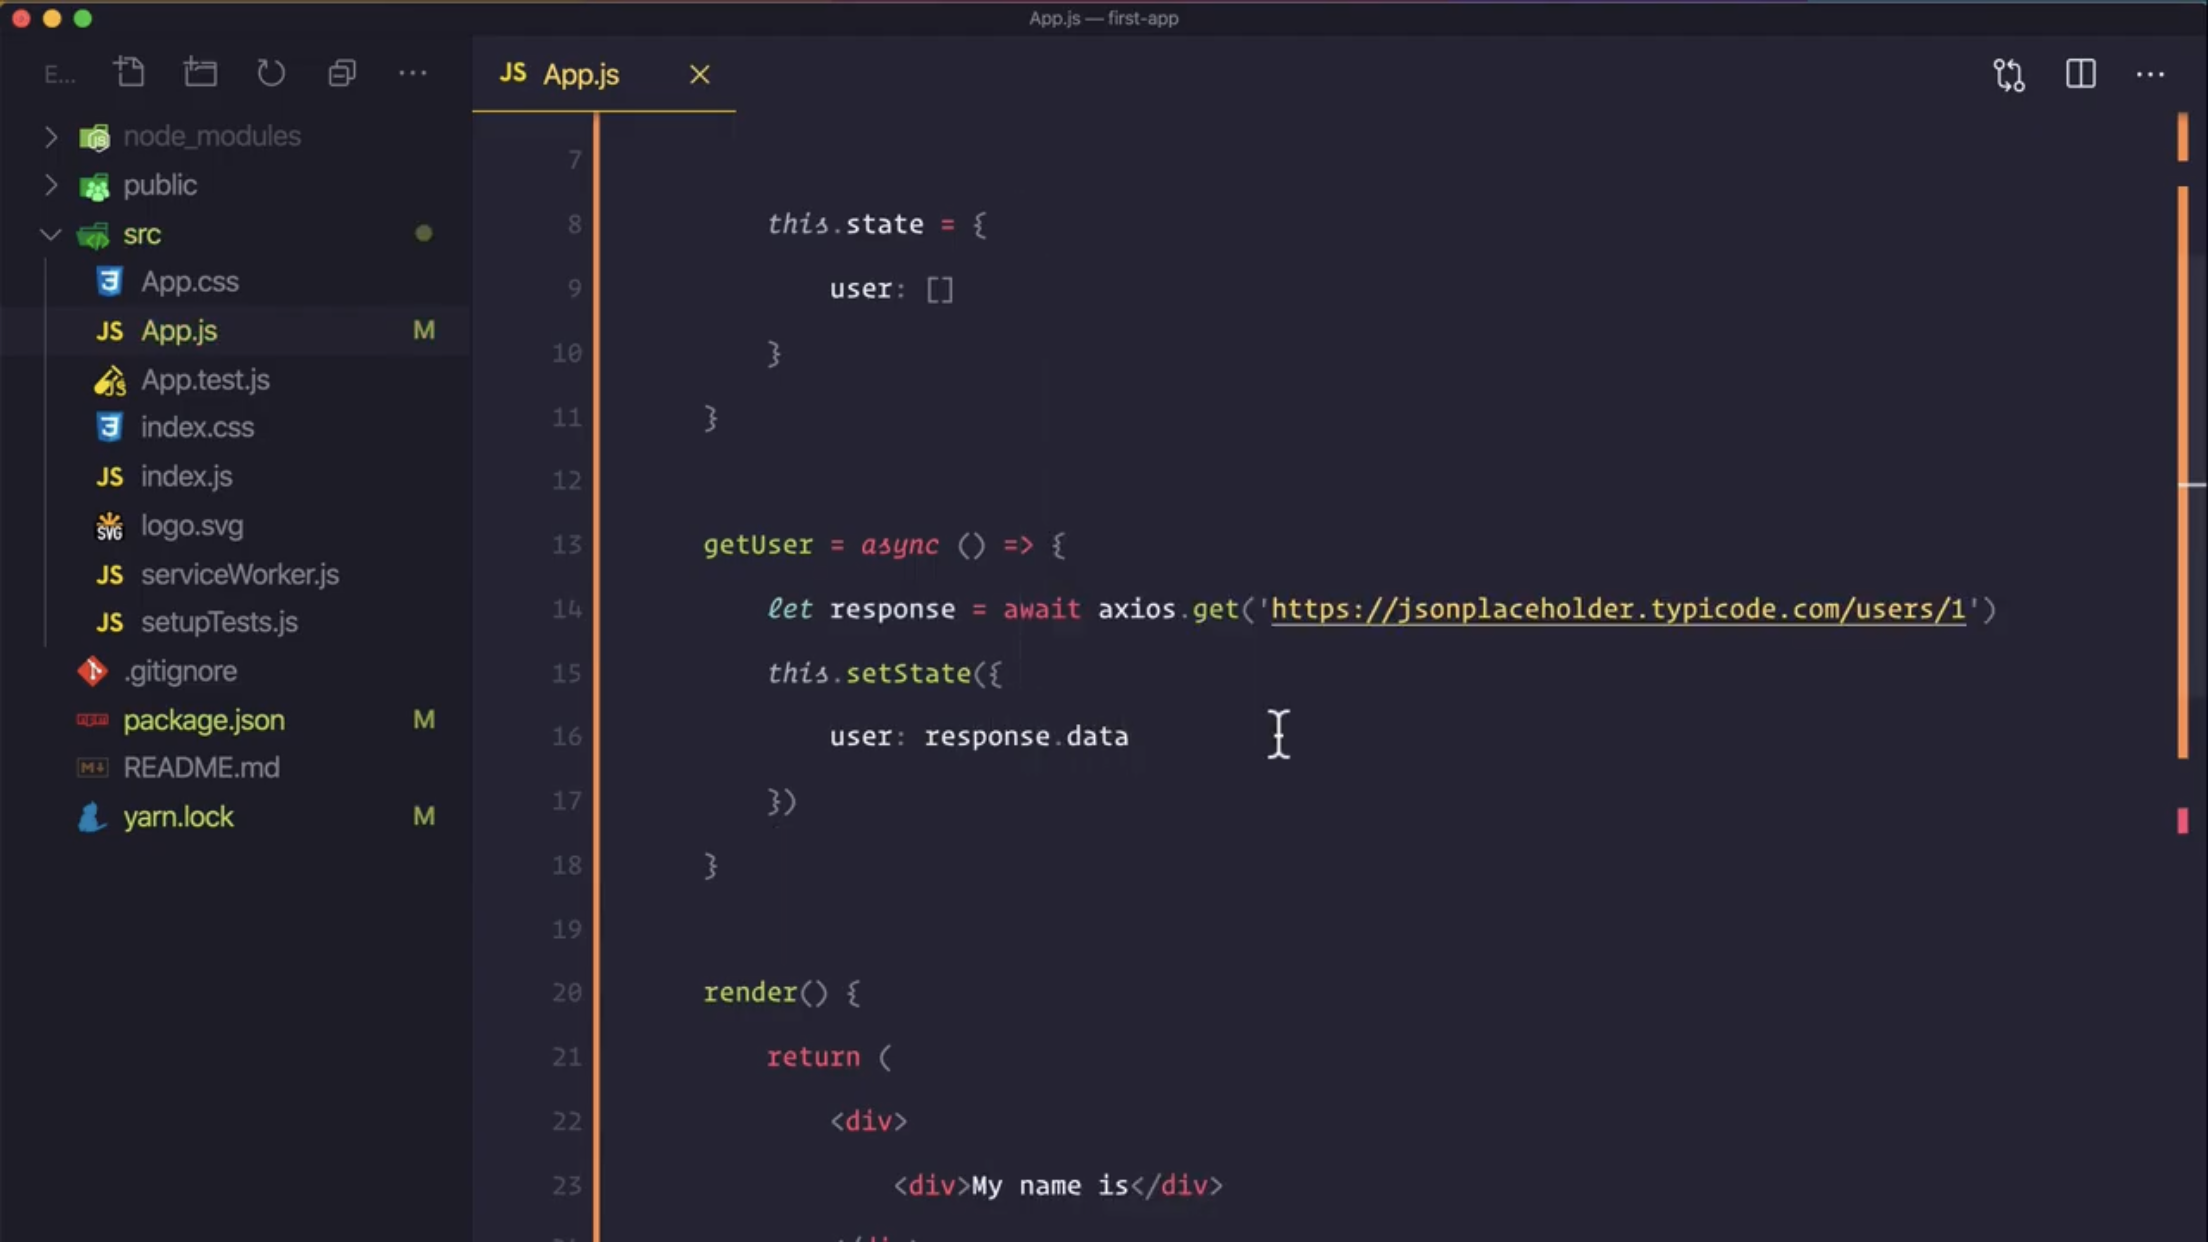 App.js — first-app
E...
JS App.js
node_modules
public
src
App.css
JS App.js M
App.test.js
index.css
JS index.js
SVG logo.svg
JS serviceWorker.js
JS setupTests.js
.gitignore
package.json M
README.md
yarn.lock M
7
8 this.state = {
9 user: []
10 }
11 }
12
13 getUser = async () => {
14 let response = await axios.get('https://jsonplaceholder.typicode.com/users/1')
15 this.setState({
16 user: response.data
17 })
18 }
19
20 render() {
21 return (
22 <div>
23 <div>My name is</div>